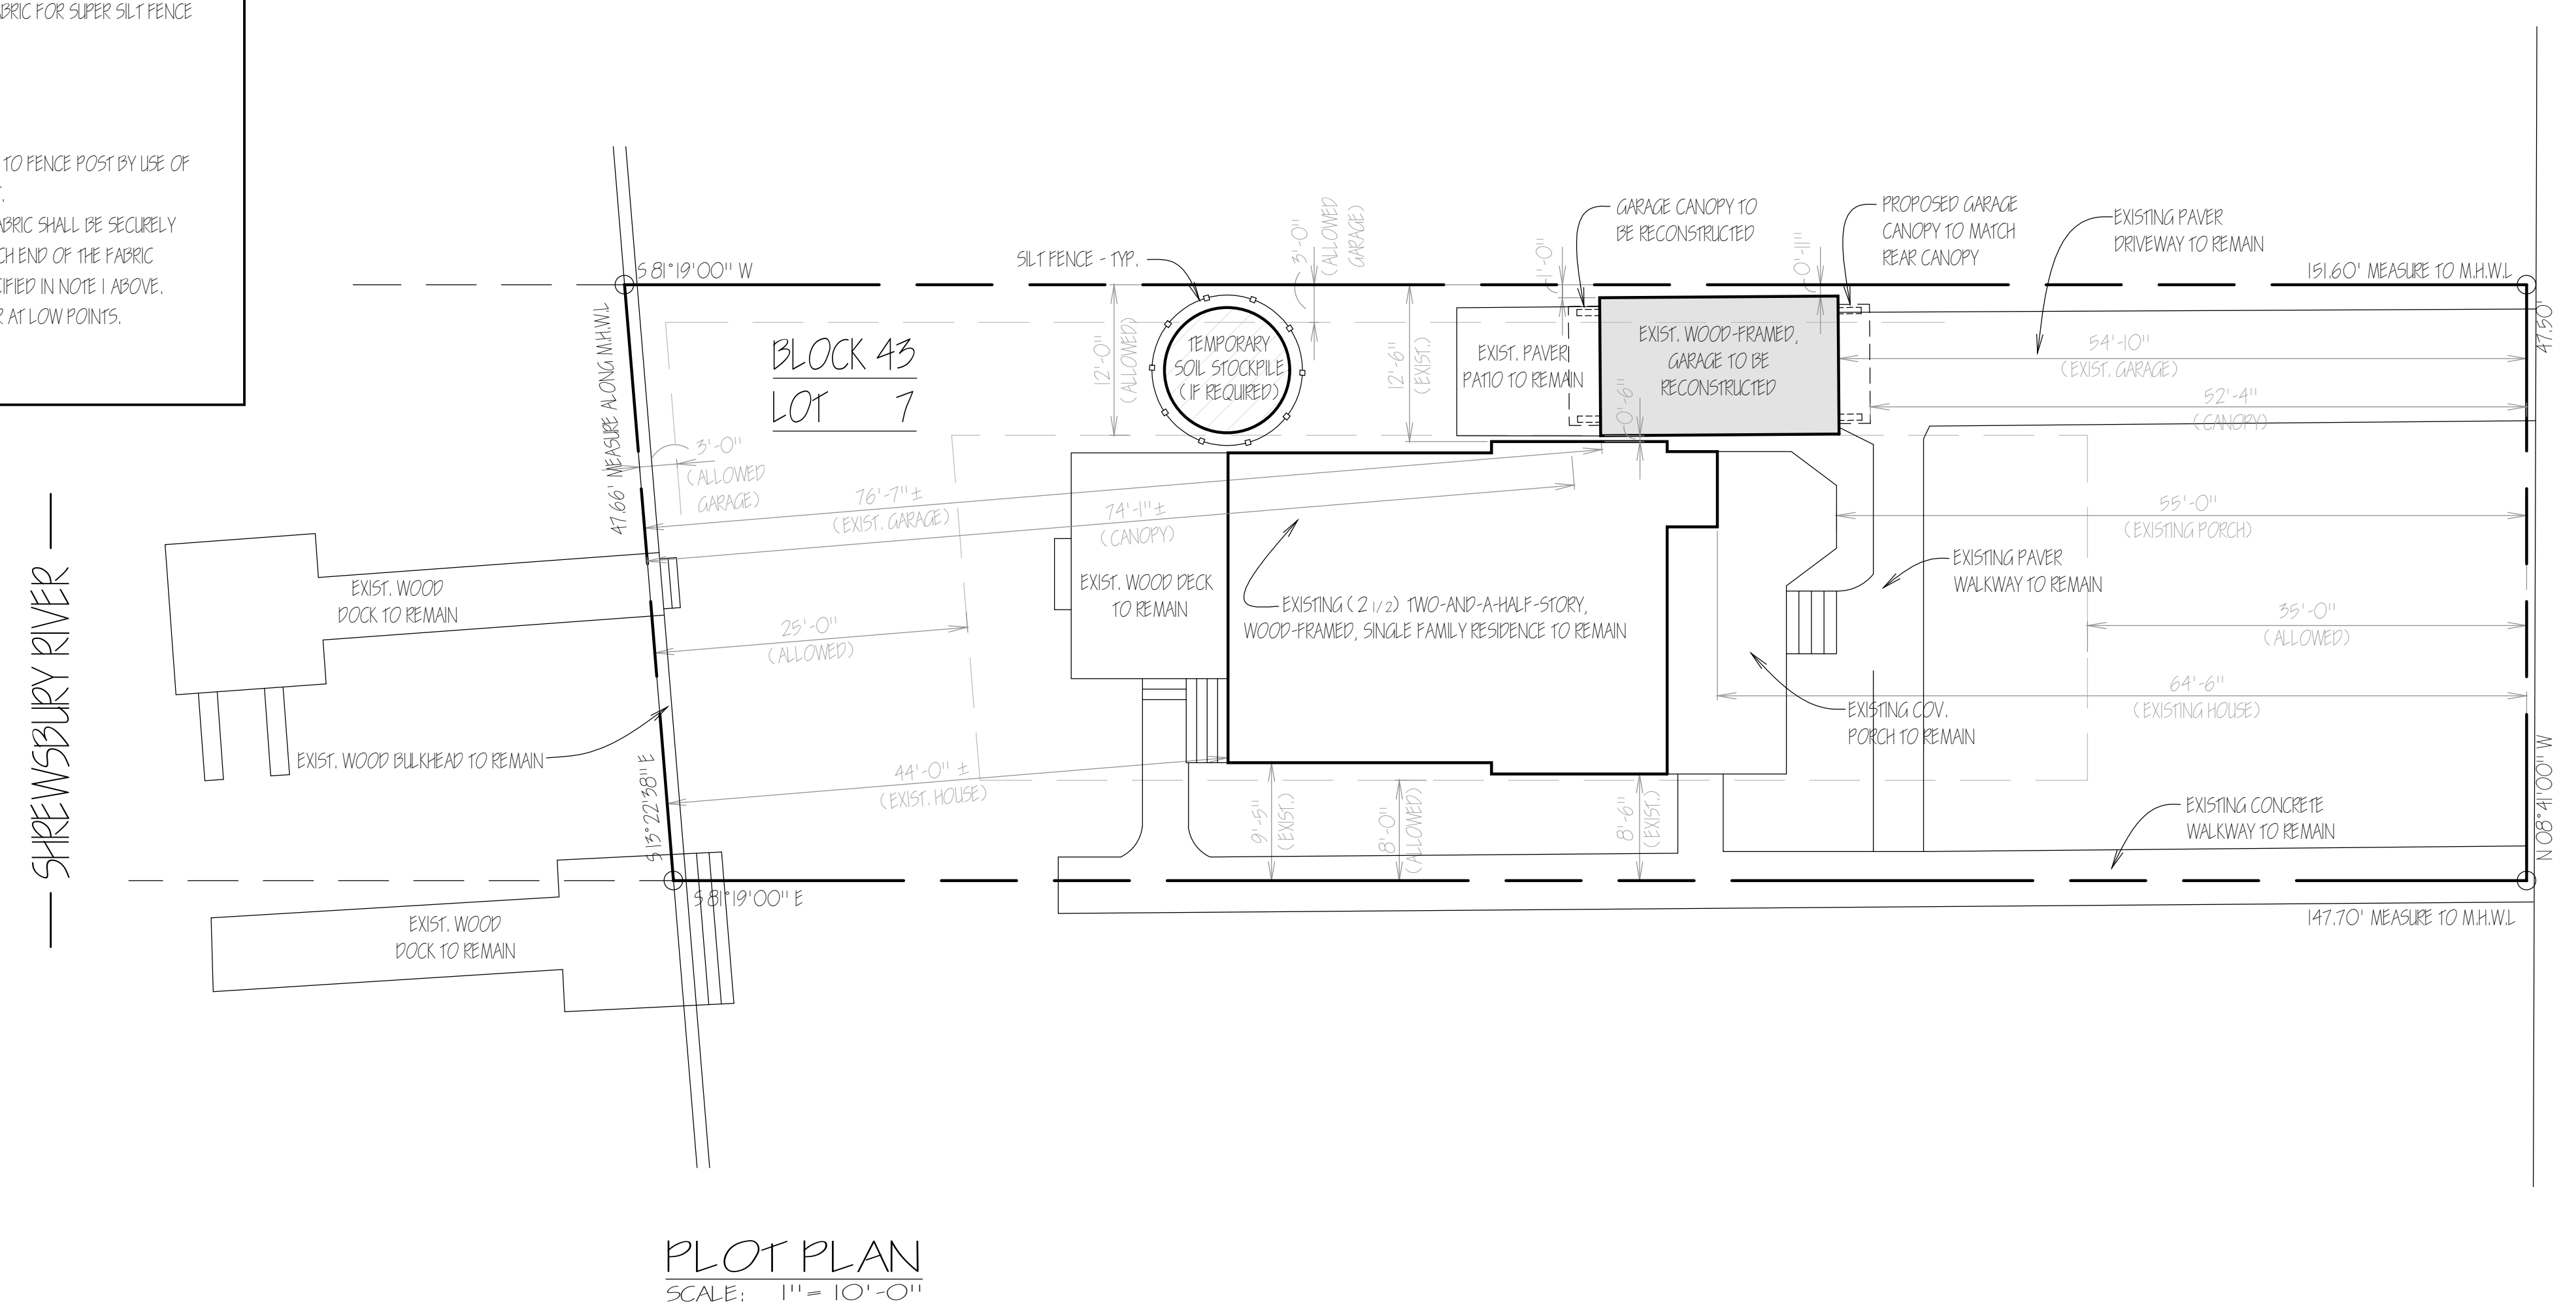 ABRIC FOR SUPER SILT FENCE
TO FENCE POST BY USE OF
ABRIC SHALL BE SECURELY
CH END OF THE FABRIC
CIFIED IN NOTE 1 ABOVE.
R AT LOW POINTS.
GARAGE CANOPY TO
BE RECONSTRUCTED
PROPOSED GARAGE
CANOPY TO MATCH
REAR CANOPY
EXISTING PAVER
DRIVEWAY TO REMAIN
SILT FENCE - TYP.
3'-0"
(ALLOWED
GARAGE)
1'-0"
0'-11"
S 81°19'00" W
151.60' MEASURE TO M.H.W.L
47.50'
47.66' MEASURE ALONG M.H.W.L
BLOCK 43
LOT 7
12'-0"
(ALLOWED)
TEMPORARY
SOIL STOCKPILE
(IF REQUIRED)
12'-6"
(EXIST.)
EXIST. PAVER
PATIO TO REMAIN
EXIST. WOOD-FRAMED,
GARAGE TO BE
RECONSTRUCTED
0'-6"
54'-10"
(EXIST. GARAGE)
52'-4"
(CANOPY)
3'-0"
(ALLOWED
GARAGE)
76'-7" ±
(EXIST. GARAGE)
74'-1" ±
(CANOPY)
55'-0"
(EXISTING PORCH)
EXISTING PAVER
WALKWAY TO REMAIN
SHREWSBURY RIVER
EXIST. WOOD
DOCK TO REMAIN
EXIST. WOOD DECK
TO REMAIN
EXISTING (2 1/2) TWO-AND-A-HALF-STORY,
WOOD-FRAMED, SINGLE FAMILY RESIDENCE TO REMAIN
25'-0"
(ALLOWED)
35'-0"
(ALLOWED)
64'-6"
(EXISTING HOUSE)
EXISTING COV.
PORCH TO REMAIN
EXIST. WOOD BULKHEAD TO REMAIN
44'-0" ±
(EXIST. HOUSE)
S 13°22'38" E
9'-5"
(EXIST.)
8'-0"
(ALLOWED)
8'-6"
(EXIST.)
EXISTING CONCRETE
WALKWAY TO REMAIN
N 08°41'00" W
S 81°19'00" E
147.70' MEASURE TO M.H.W.L
EXIST. WOOD
DOCK TO REMAIN
PLOT PLAN
SCALE: 1" = 10'-0"